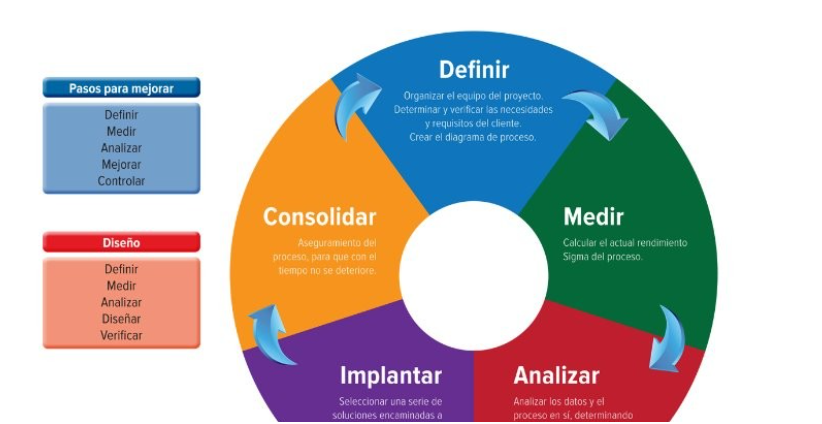 Pasos para mejorar
Definir
Medir
Analizar
Mejorar
Controlar
Diseño
Definir
Medir
Analizar
Diseñar
Verificar
Definir
Organizar el equipo del proyecto.
Determinar y verificar las necesidades
y requisitos del cliente.
Crear el diagrama de proceso.
Medir
Calcular el actual rendimiento
Sigma del proceso.
Analizar
Analizar los datos y el
proceso en sí, determinando
Implantar
Seleccionar una serie de
soluciones encaminadas a
Consolidar
Aseguramiento del
proceso, para que con el
tiempo no se deteriore.